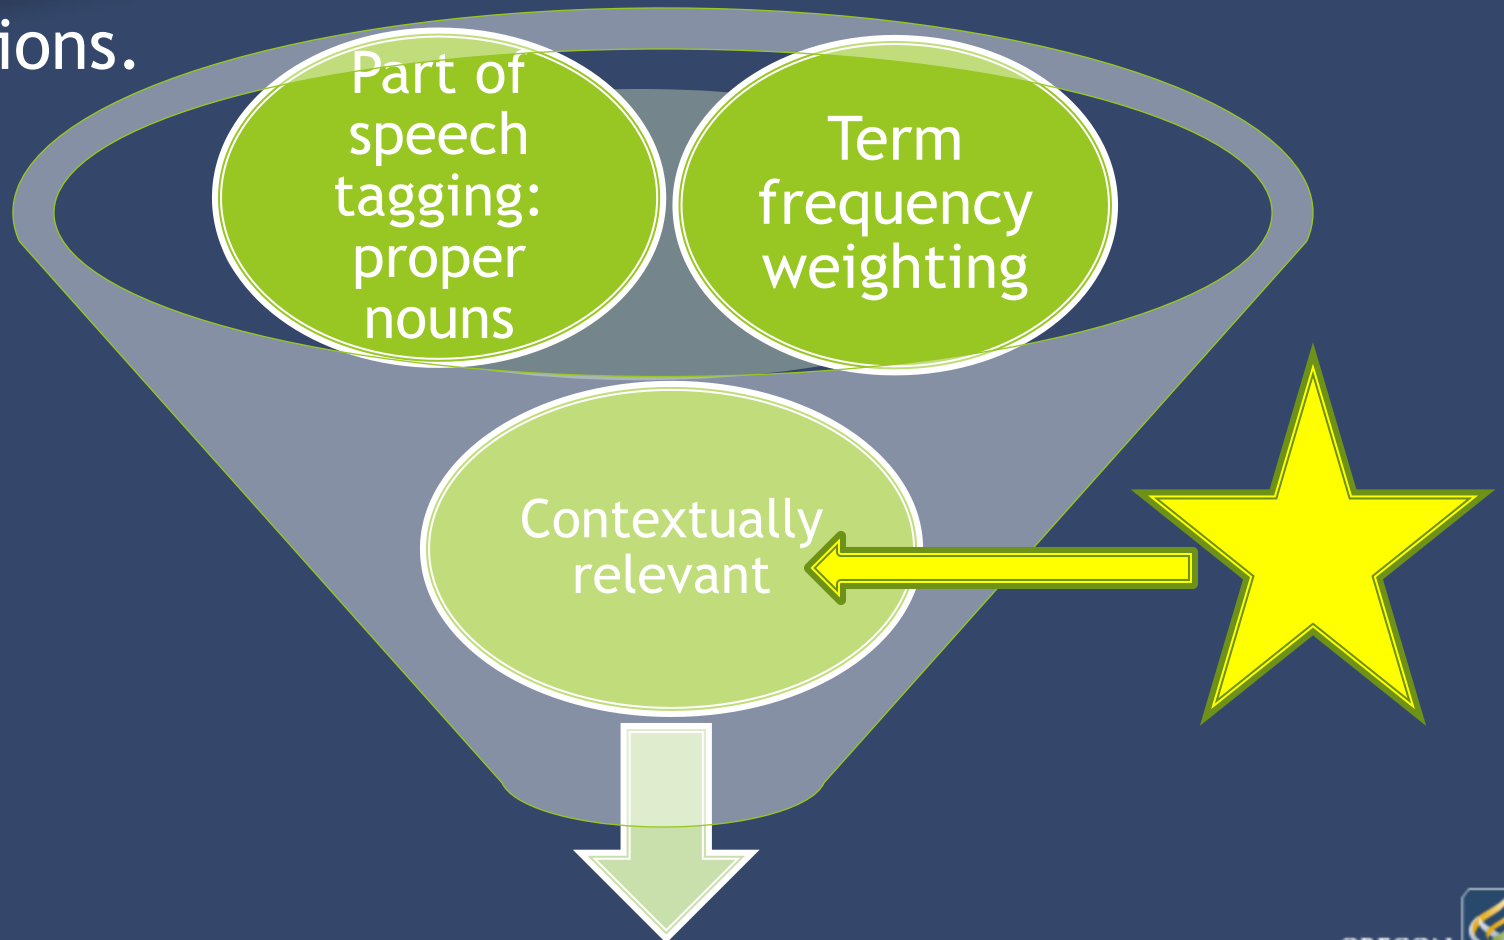 ions.
Part of
speech
tagging:
proper
nouns
Term
frequency
weighting
Contextually
relevant